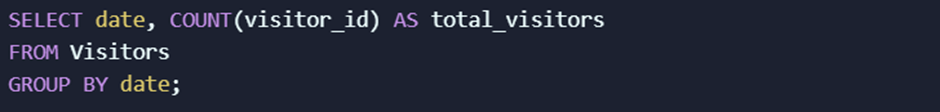 SELECT date, COUNT(visitor_id) AS total_visitors
FROM Visitors
GROUP BY date;